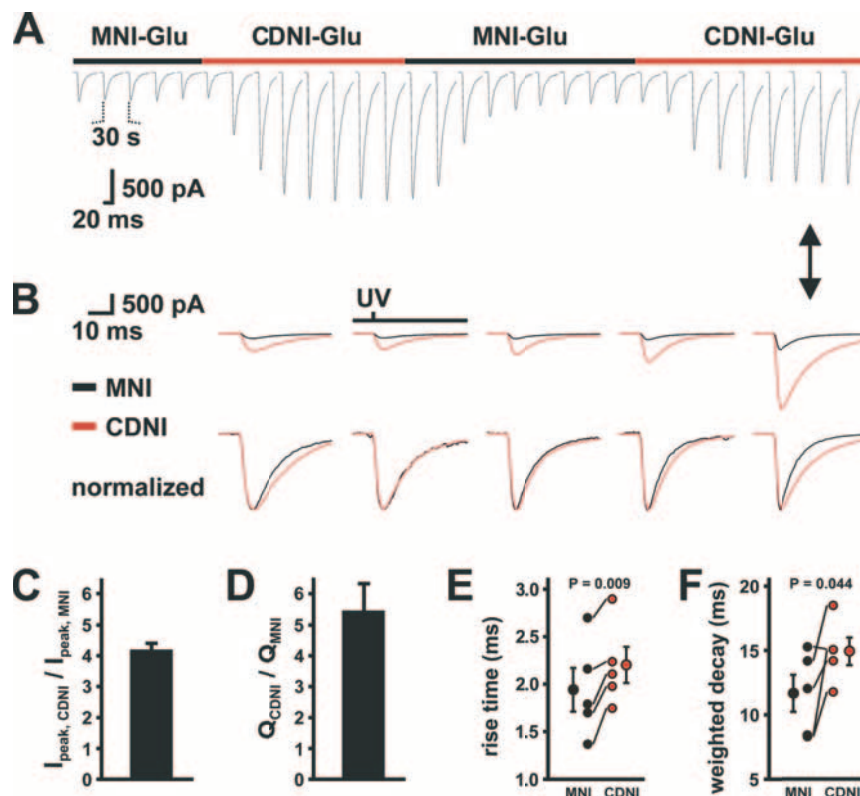 A
MNI-Glu CDNI-Glu MNI-Glu CDNI-Glu
30 s
500 pA
20 ms
B
500 pA
10 ms
UV
MNI
CDNI
normalized
C
I peak, CDNI / I peak, MNI
6
5
4
3
2
1
0
D
Q CDNI / Q MNI
6
5
4
3
2
1
0
E
P = 0.009
rise time (ms)
3.0
2.5
2.0
1.5
1.0
MNI CDNI
F
P = 0.044
weighted decay (ms)
20
15
10
5
MNI CDNI